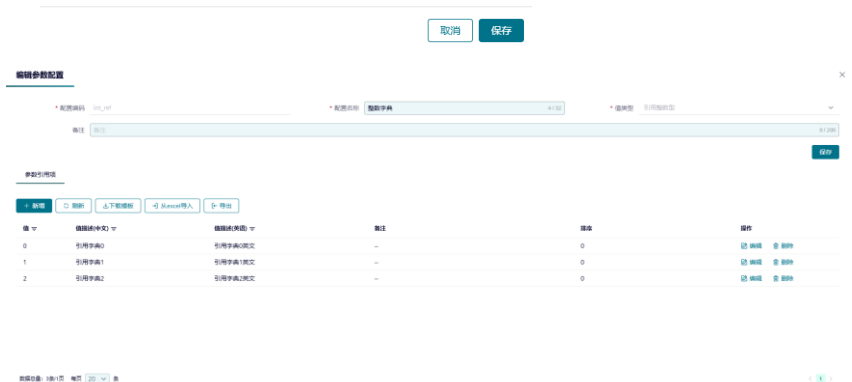 取消 保存
编辑参数配置
* 配置编码 int_ref * 配置名称 整数字典 4 / 32 * 值类型 引用整数型
备注 备注 0 / 200
保存
参数引用项
+ 新增 刷新 下载模板 从excel导入 导出
值 值描述(中文) 值描述(英语) 备注 排序 操作
0 引用字典0 引用字典0英文 -- 0 编辑 删除
1 引用字典1 引用字典1英文 -- 0 编辑 删除
2 引用字典2 引用字典2英文 -- 0 编辑 删除
数据总量: 3条/1页 每页 20 条 < 1 >